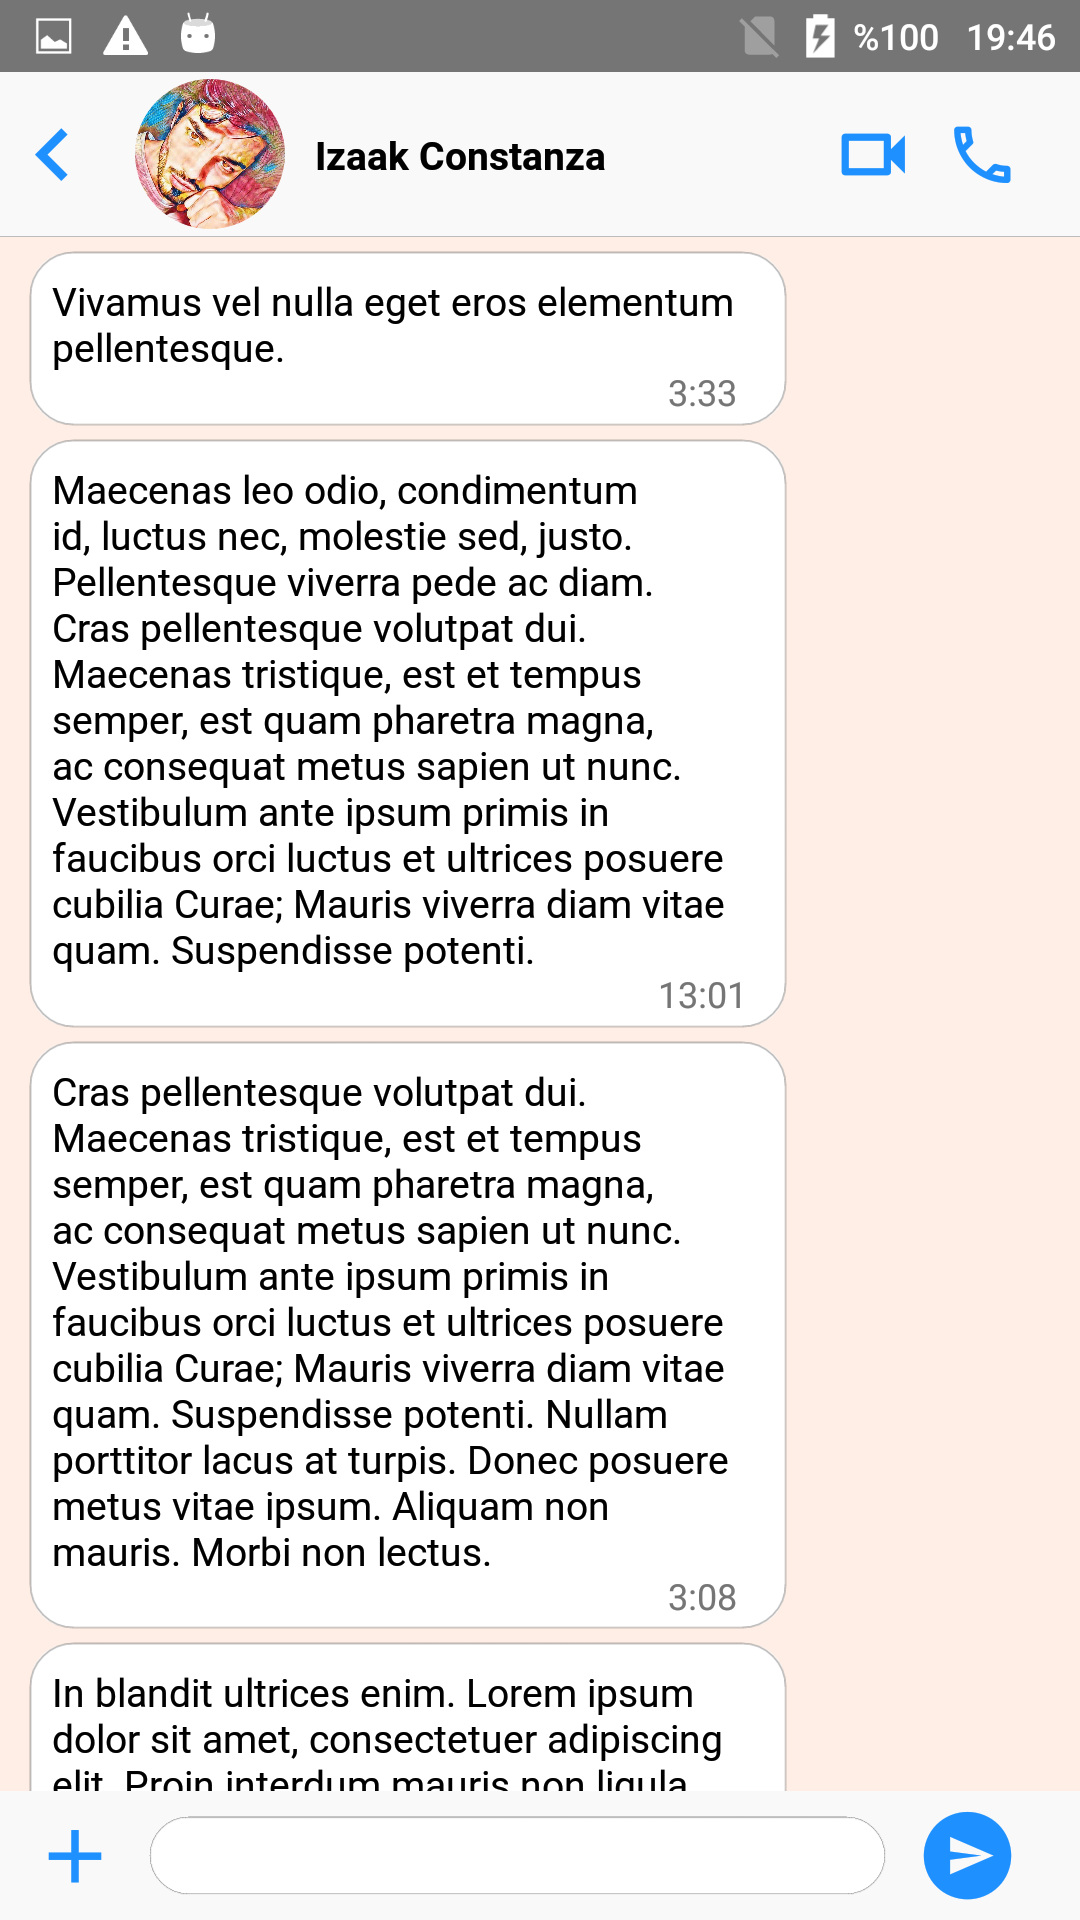 %100 19:46
Izaak Constanza
Vivamus vel nulla eget eros elementum
pellentesque.
3:33
Maecenas leo odio, condimentum
id, luctus nec, molestie sed, justo.
Pellentesque viverra pede ac diam.
Cras pellentesque volutpat dui.
Maecenas tristique, est et tempus
semper, est quam pharetra magna,
ac consequat metus sapien ut nunc.
Vestibulum ante ipsum primis in
faucibus orci luctus et ultrices posuere
cubilia Curae; Mauris viverra diam vitae
quam. Suspendisse potenti.
13:01
Cras pellentesque volutpat dui.
Maecenas tristique, est et tempus
semper, est quam pharetra magna,
ac consequat metus sapien ut nunc.
Vestibulum ante ipsum primis in
faucibus orci luctus et ultrices posuere
cubilia Curae; Mauris viverra diam vitae
quam. Suspendisse potenti. Nullam
porttitor lacus at turpis. Donec posuere
metus vitae ipsum. Aliquam non
mauris. Morbi non lectus.
3:08
In blandit ultrices enim. Lorem ipsum
dolor sit amet, consectetuer adipiscing
elit. Proin interdum mauris non ligula